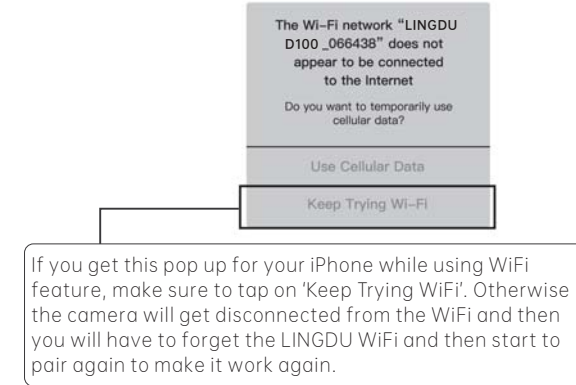 The Wi-Fi network “LINGDU
D100 _066438” does not
appear to be connected
to the Internet
Do you want to temporarily use
cellular data?
Use Cellular Data
Keep Trying Wi-Fi
If you get this pop up for your iPhone while using WiFi
feature, make sure to tap on ‘Keep Trying WiFi’. Otherwise
the camera will get disconnected from the WiFi and then
you will have to forget the LINGDU WiFi and then start to
pair again to make it work again.